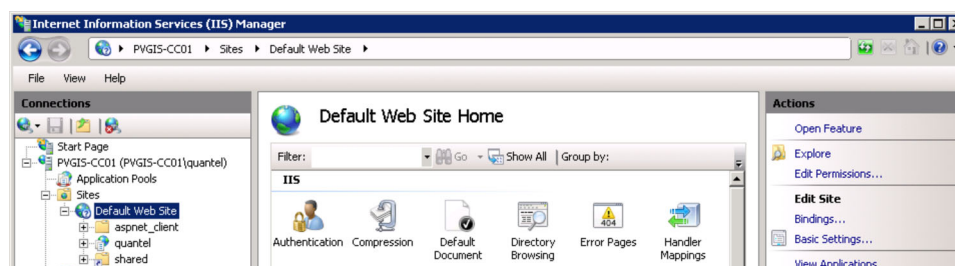 Internet Information Services (IIS) Manager
PVGIS-CC01 Sites Default Web Site
File View Help
Connections
Start Page
PVGIS-CC01 (PVGIS-CC01\quantel)
Application Pools
Sites
Default Web Site
aspnet_client
quantel
shared
Default Web Site Home
Filter: Go Show All Group by:
IIS
Authentication Compression Default Document Directory Browsing Error Pages Handler Mappings
404
Actions
Open Feature
Explore
Edit Permissions...
Edit Site
Bindings...
Basic Settings...
View Applications